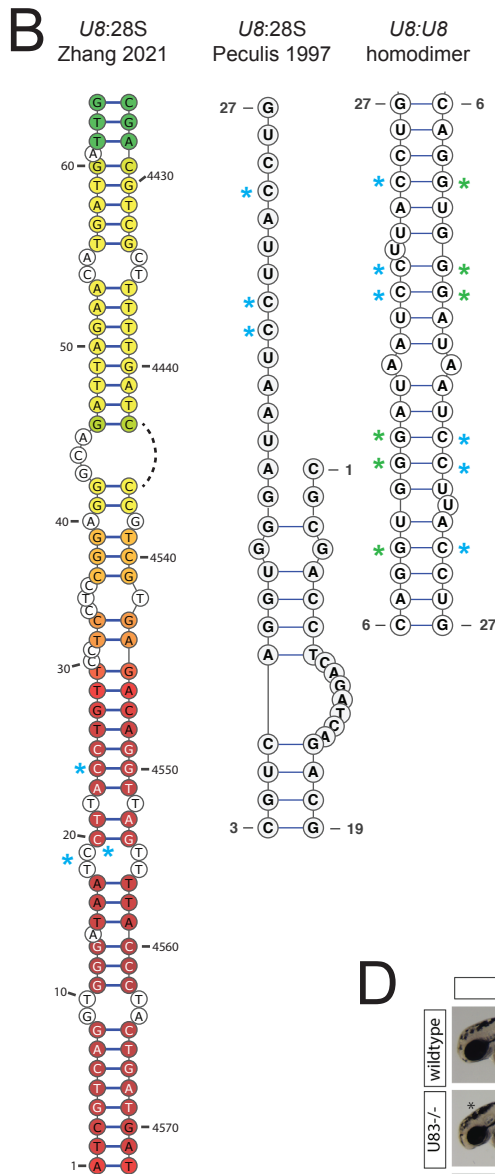 B
U8:28S
Zhang 2021
U8:28S
Peculis 1997
U8:U8
homodimer
G C
T G
T A
A
60 G C
T G 4430
A T
G C
T G
A C
C T
A T
A T
G T
50 A T
T G 4440
T A
A T
G C
A
C
G
G C
G C
40 A G
G T
G C 4540
C G
C
T T
C
C G
T A
C
30 C
T G
T A
G C
T A
C G
* C G 4550
A T
T T
T A
20 C G
* C * T
T T
A T
A T
T A
A
G C 4560
G C
G C
10 T T
G A
G C
A T
C G
T A
G T 4570
C G
T A
1 A T
27 G
U
C
C
*
A
U
U
C
*
C
*
U
A
A
U
A
G C 1
G G
G C
G G
U A
G C
G C
A T
C
A
G
A
T
C
A
C G
U A
G C
3 C G 19
27 G C 6
U A
C G
* C G *
A U
U G
U
* C G *
* C G *
U A
A U
A A
U A
A U
* G C *
* G C *
G U
U
U A
* G C *
G C
A U
6 C G 27
D
wildtype
U83-/-
*